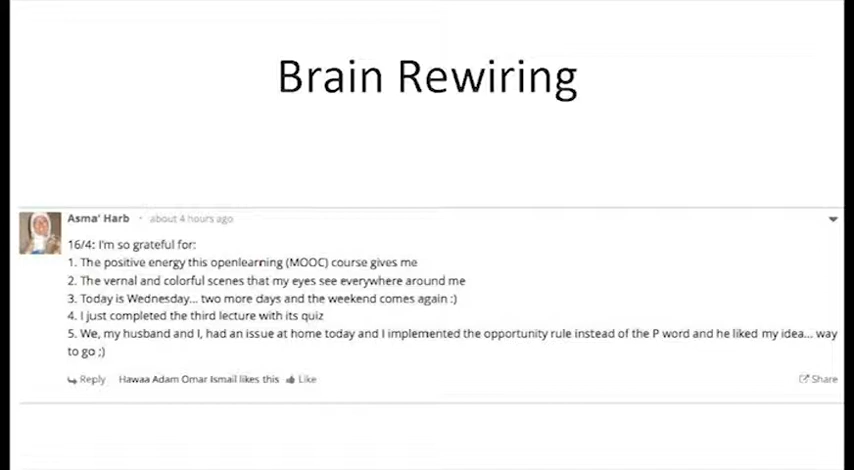 Brain Rewiring
Asma' Harb · about 4 hours ago
16/4: I'm so grateful for:
1. The positive energy this openlearning (MOOC) course gives me
2. The vernal and colorful scenes that my eyes see everywhere around me
3. Today is Wednesday... two more days and the weekend comes again :)
4. I just completed the third lecture with its quiz
5. We, my husband and I, had an issue at home today and I implemented the opportunity rule instead of the P word and he liked my idea... way
to go ;)
Reply Hawaa Adam Omar Ismail likes this Like Share